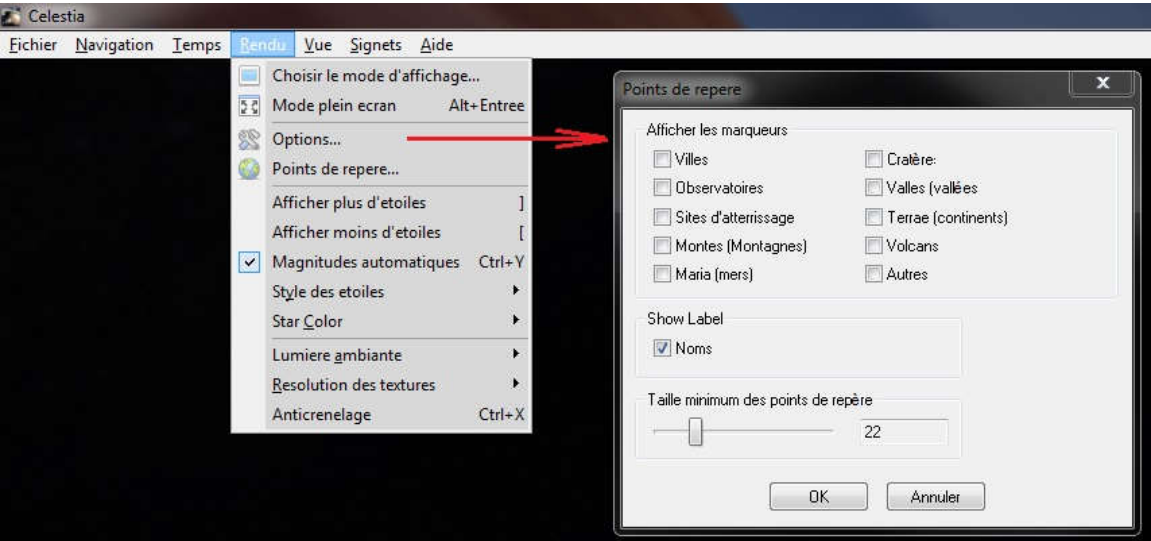 Celestia
Fichier Navigation Temps Rendu Vue Signets Aide
Choisir le mode d'affichage...
Mode plein ecran Alt+Entree
Options...
Points de repere...
Afficher plus d'etoiles ]
Afficher moins d'etoiles [
Magnitudes automatiques Ctrl+Y
Style des etoiles
Star Color
Lumiere ambiante
Resolution des textures
Anticrenelage Ctrl+X
Points de repere
x
Afficher les marqueurs
Villes Cratère:
Observatoires Valles (vallées
Sites d'atterrissage Terrae (continents)
Montes (Montagnes) Volcans
Maria (mers) Autres
Show Label
Noms
Taille minimum des points de repère
22
OK Annuler